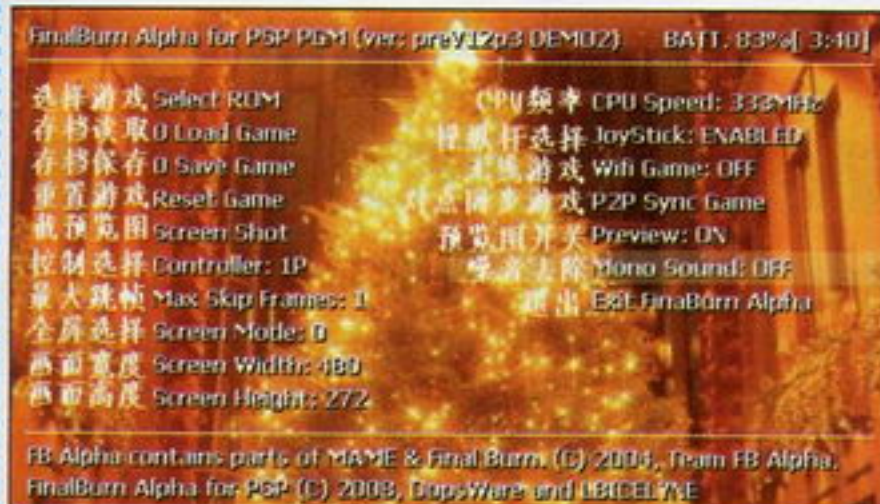 FinalBurn Alpha for PSP PGM (ver: preV12p3 DEMO2) BATT. 83%[ 3:40]
选择游戏 Select ROM
存档读取 0 Load Game
存档保存 0 Save Game
重置游戏 Reset Game
截预览图 Screen Shot
控制选择 Controller: 1P
最大跳帧 Max Skip Frames: 1
全屏选择 Screen Mode: 0
画面宽度 Screen Width: 480
画面高度 Screen Height: 272
CPU频率 CPU Speed: 333MHz
摇杆选择 JoyStick: ENABLED
游戏 Wifi Game: OFF
对点同步游戏 P2P Sync Game
预览图开关 Preview: ON
噪音去除 Mono Sound: OFF
退出 Exit FinaBurn Alpha
FB Alpha contains parts of MAME & Final Burn. (C) 2004, Team FB Alpha.
FinalBurn Alpha for PSP (C) 2008, OopsWare and LBICELYNE